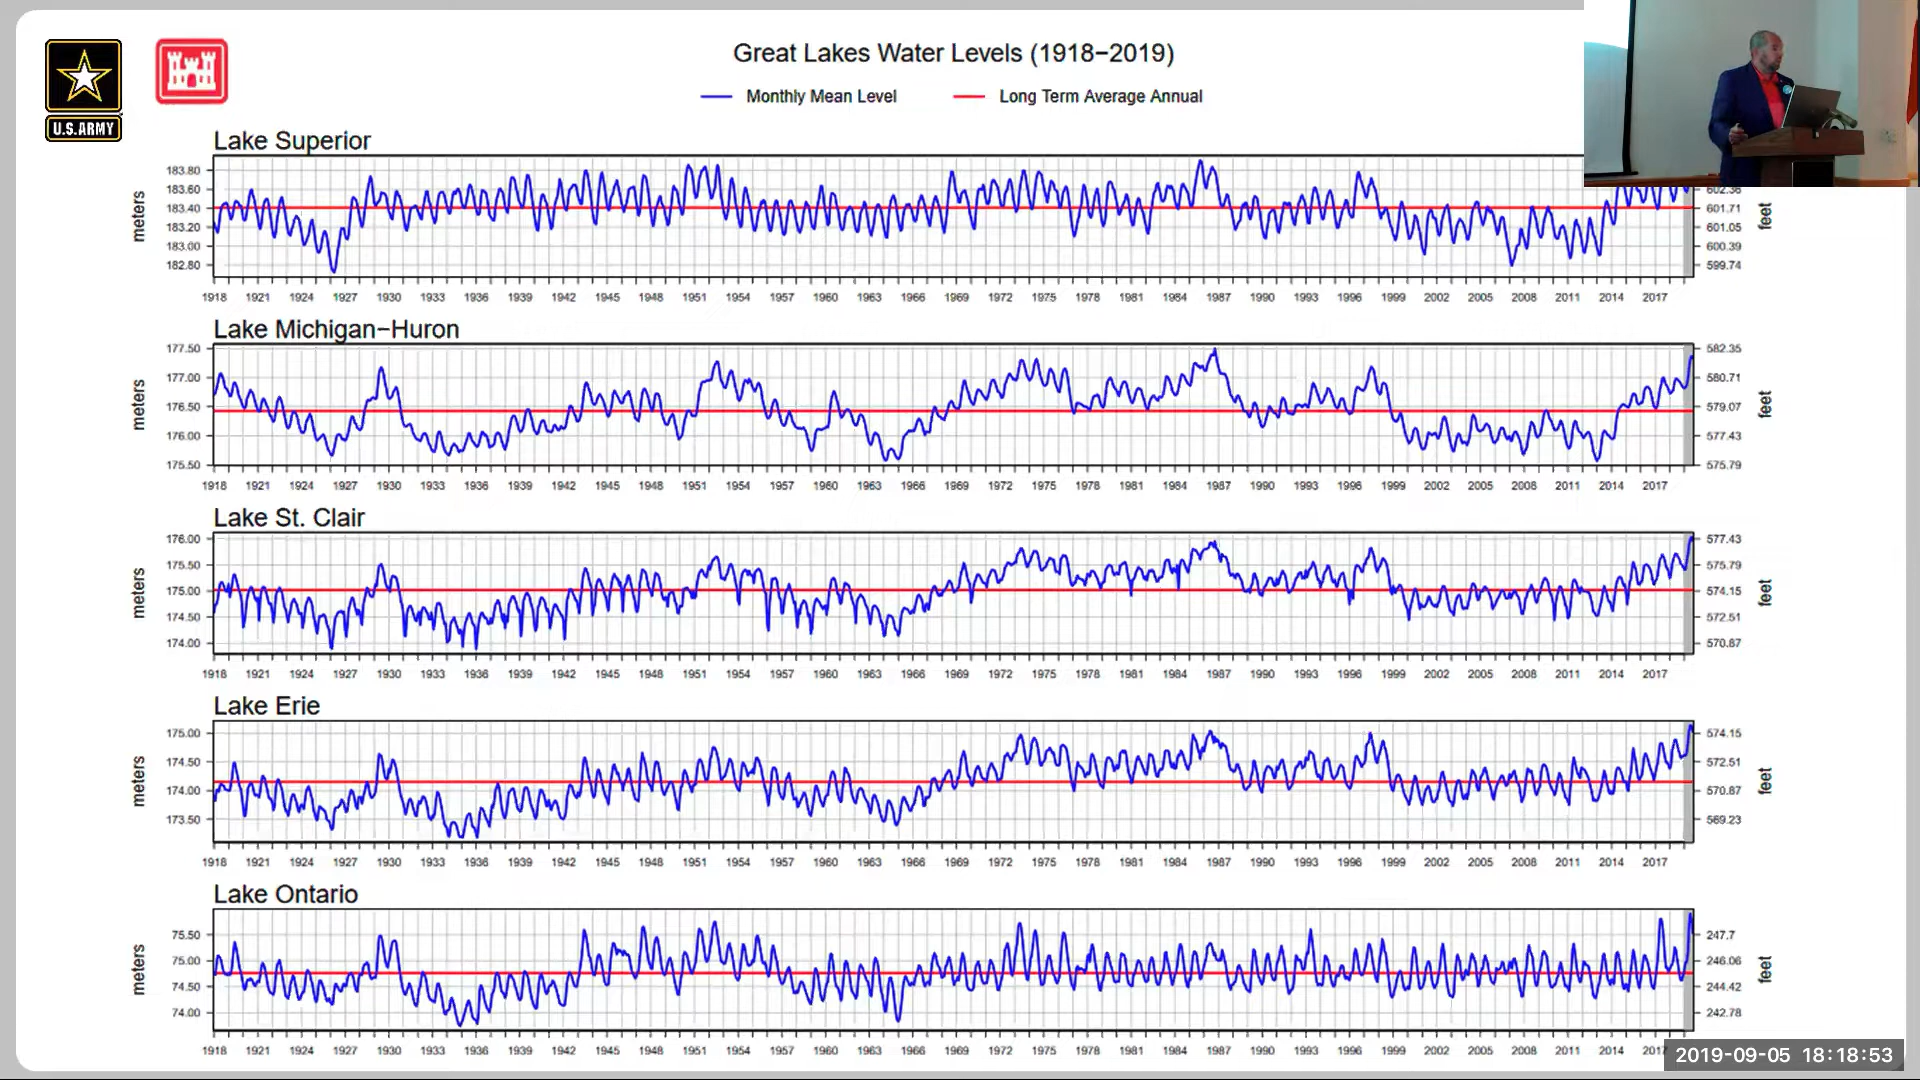 Great Lakes Water Levels (1918−2019)
Monthly Mean Level
Long Term Average Annual
U.S.ARMY
Lake Superior
meters
183.80
183.60
183.40
183.20
183.00
182.80
602.36
601.71
601.05
600.39
599.74
feet
1918 1921 1924 1927 1930 1933 1936 1939 1942 1945 1948 1951 1954 1957 1960 1963 1966 1969 1972 1975 1978 1981 1984 1987 1990 1993 1996 1999 2002 2005 2008 2011 2014 2017
Lake Michigan−Huron
meters
177.50
177.00
176.50
176.00
175.50
582.35
580.71
579.07
577.43
575.79
feet
1918 1921 1924 1927 1930 1933 1936 1939 1942 1945 1948 1951 1954 1957 1960 1963 1966 1969 1972 1975 1978 1981 1984 1987 1990 1993 1996 1999 2002 2005 2008 2011 2014 2017
Lake St. Clair
meters
176.00
175.50
175.00
174.50
174.00
577.43
575.79
574.15
572.51
570.87
feet
1918 1921 1924 1927 1930 1933 1936 1939 1942 1945 1948 1951 1954 1957 1960 1963 1966 1969 1972 1975 1978 1981 1984 1987 1990 1993 1996 1999 2002 2005 2008 2011 2014 2017
Lake Erie
meters
175.00
174.50
174.00
173.50
574.15
572.51
570.87
569.23
feet
1918 1921 1924 1927 1930 1933 1936 1939 1942 1945 1948 1951 1954 1957 1960 1963 1966 1969 1972 1975 1978 1981 1984 1987 1990 1993 1996 1999 2002 2005 2008 2011 2014 2017
Lake Ontario
meters
75.50
75.00
74.50
74.00
247.7
246.06
244.42
242.78
feet
1918 1921 1924 1927 1930 1933 1936 1939 1942 1945 1948 1951 1954 1957 1960 1963 1966 1969 1972 1975 1978 1981 1984 1987 1990 1993 1996 1999 2002 2005 2008 2011 2014 2017
2019-09-05 18:18:53